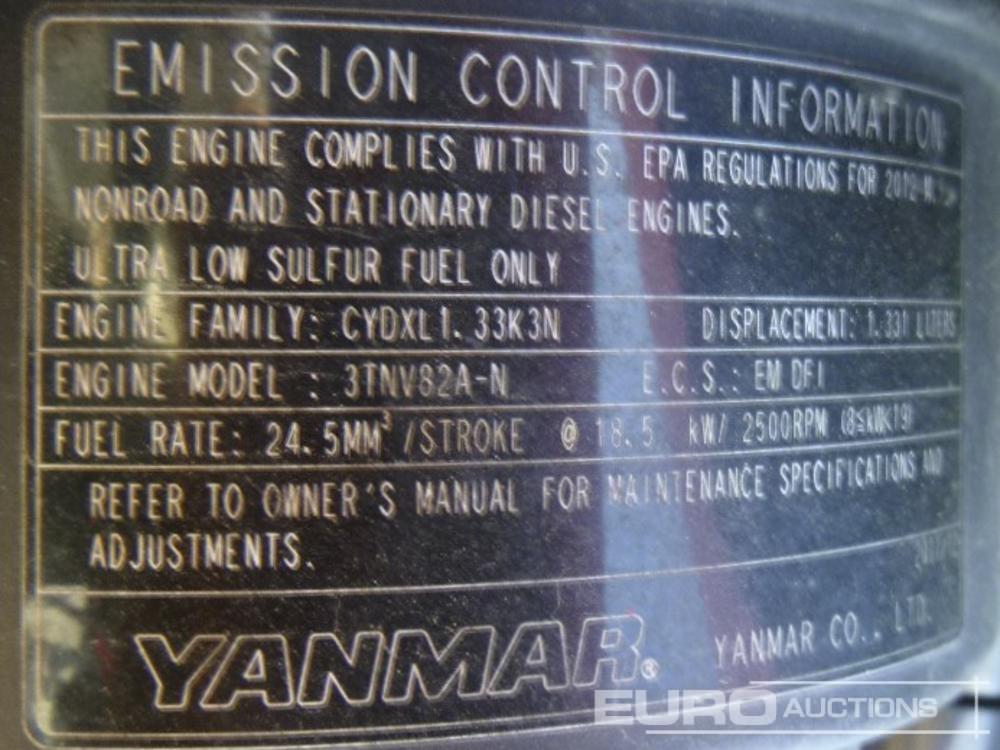 EMISSION CONTROL INFORMATION
THIS ENGINE COMPLIES WITH U.S. EPA REGULATIONS FOR
NONROAD AND STATIONARY DIESEL ENGINES.
ULTRA LOW SULFUR FUEL ONLY
ENGINE FAMILY: CYDXL1.33K3N DISPLACEMENT: 1.331 LITERS
ENGINE MODEL : 3TNV82A-N E.C.S.: EM DFI
FUEL RATE: 24.5MM³/STROKE @ 18.5 kW/ 2500RPM (8≤kW<19)
REFER TO OWNER'S MANUAL FOR MAINTENANCE SPECIFICATIONS AND
ADJUSTMENTS.
YANMAR® YANMAR CO., LTD.
EURO AUCTIONS